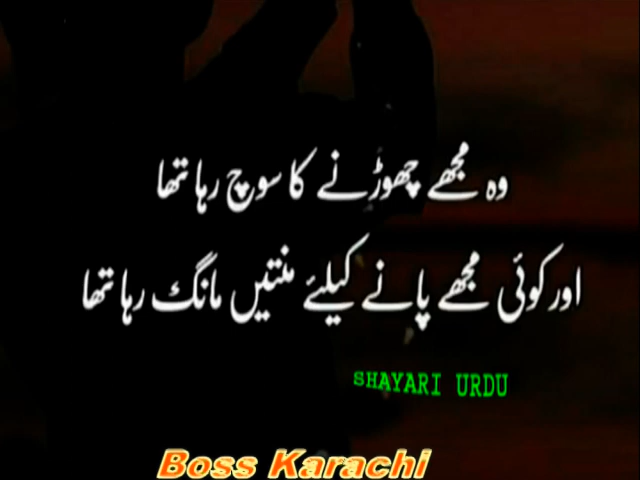 وہ مجھے چھوڑنے کا سوچ رہا تھا
اور کوئی مجھے پانے کیلئے منتیں مانگ رہا تھا
SHAYARI URDU
Boss Karachi